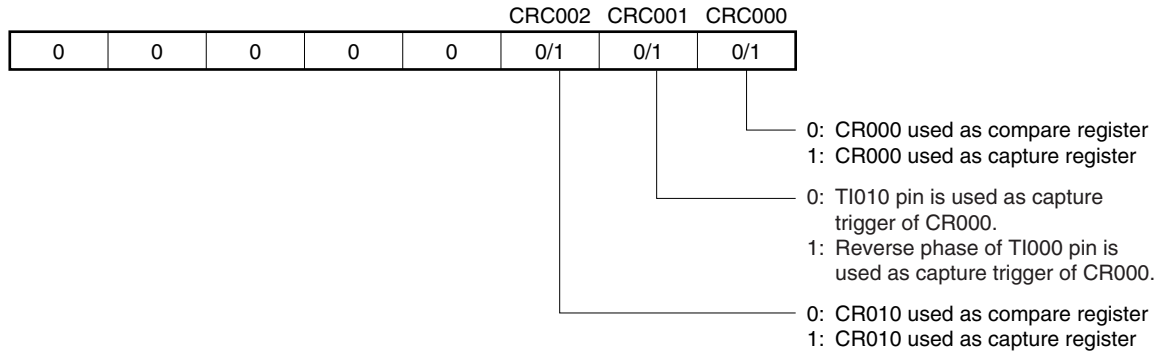 CRC002 CRC001 CRC000
0 0 0 0 0 0/1 0/1 0/1
0: CR000 used as compare register
1: CR000 used as capture register
0: TI010 pin is used as capture
trigger of CR000.
1: Reverse phase of TI000 pin is
used as capture trigger of CR000.
0: CR010 used as compare register
1: CR010 used as capture register